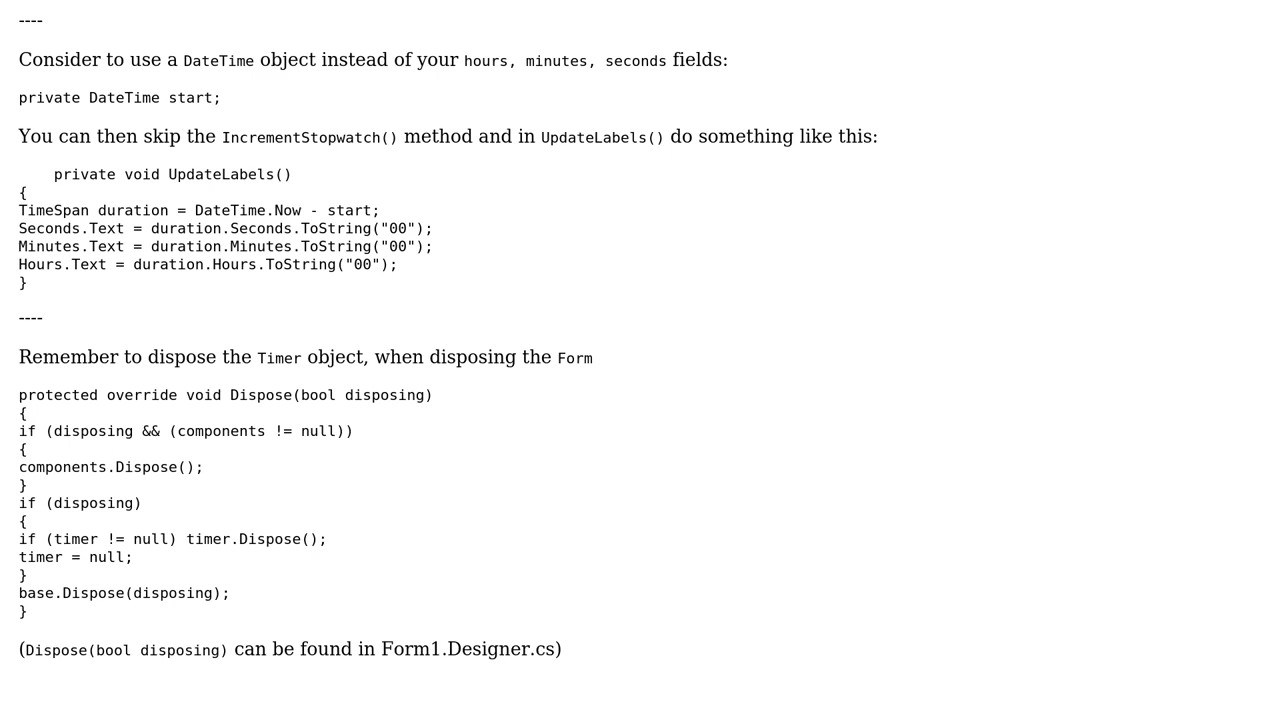 ----
Consider to use a DateTime object instead of your hours, minutes, seconds fields:
private DateTime start;
You can then skip the IncrementStopwatch() method and in UpdateLabels() do something like this:
    private void UpdateLabels()
{
TimeSpan duration = DateTime.Now - start;
Seconds.Text = duration.Seconds.ToString("00");
Minutes.Text = duration.Minutes.ToString("00");
Hours.Text = duration.Hours.ToString("00");
}
----
Remember to dispose the Timer object, when disposing the Form
protected override void Dispose(bool disposing)
{
if (disposing && (components != null))
{
components.Dispose();
}
if (disposing)
{
if (timer != null) timer.Dispose();
timer = null;
}
base.Dispose(disposing);
}
(Dispose(bool disposing) can be found in Form1.Designer.cs)